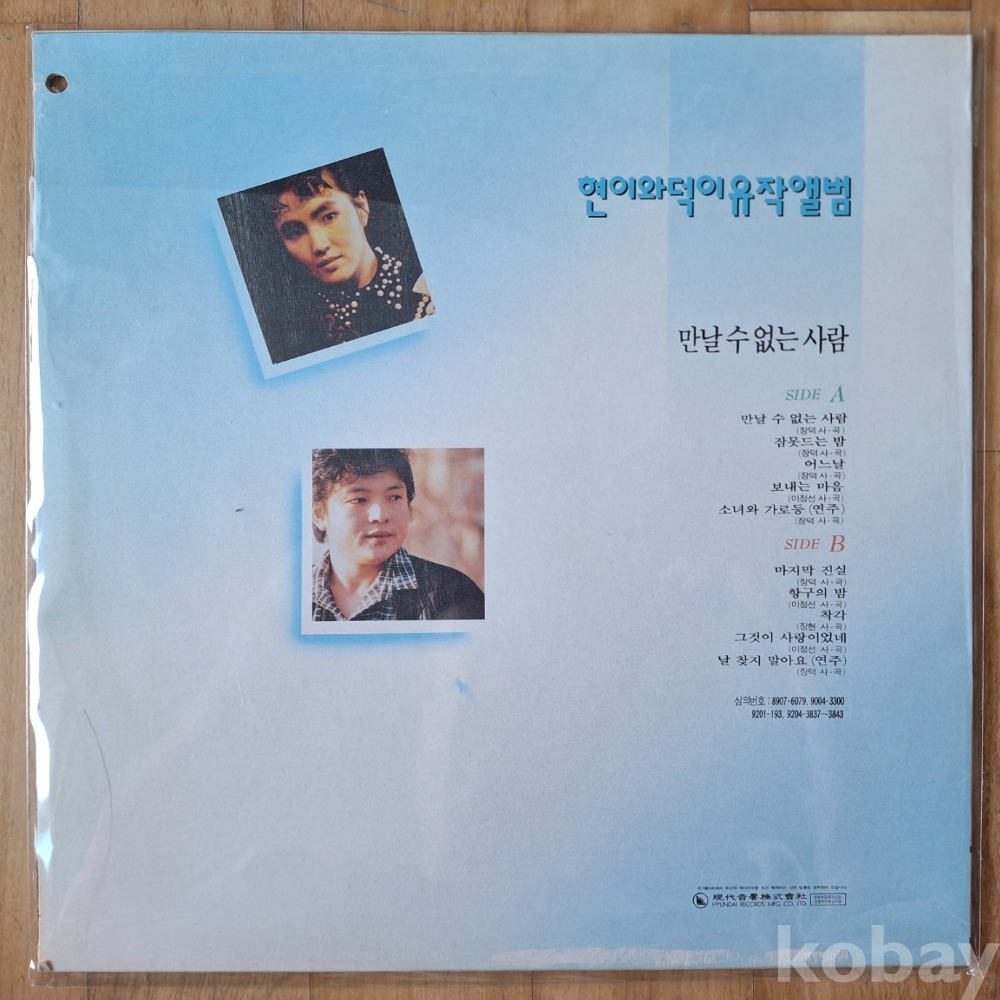 현이와덕이유작앨범
만날 수 없는 사람
SIDE A
만날 수 없는 사람
(장덕 사·곡)
잠못드는 밤
(장덕 사·곡)
어느날
(장덕 사·곡)
보내는 마음
(이정선 사·곡)
소녀와 가로등 (연주)
(장덕 사·곡)
SIDE B
마지막 진실
(장덕 사·곡)
항구의 밤
(이정선 사·곡)
착각
(장현 사·곡)
그것이 사랑이었네
(이정선 사·곡)
날 찾지 말아요 (연주)
(장덕 사·곡)
심의번호 : 8907-6079, 9004-3300
9201-193, 9204-3837~3843
現代音響株式會社
HYUNDAI RECORDS MFG CO., LTD.
kobay